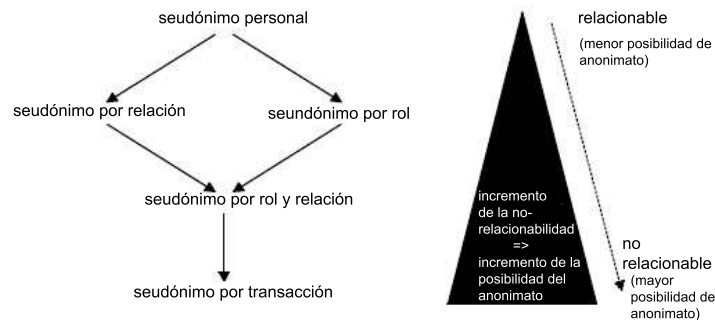 seudónimo personal
seudónimo por relación
seundónimo por rol
seudónimo por rol y relación
seudónimo por transacción
relacionable
(menor posibilidad de
anonimato)
incremento
de la no-
relacionabilidad
=>
incremento de la
posibilidad del
anonimato
no
relacionable
(mayor
posibilidad de
anonimato)